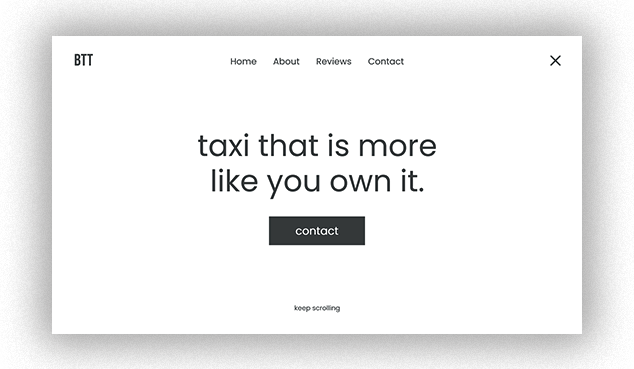 BTT
Home About Reviews Contact
taxi that is more
like you own it.
contact
keep scrolling